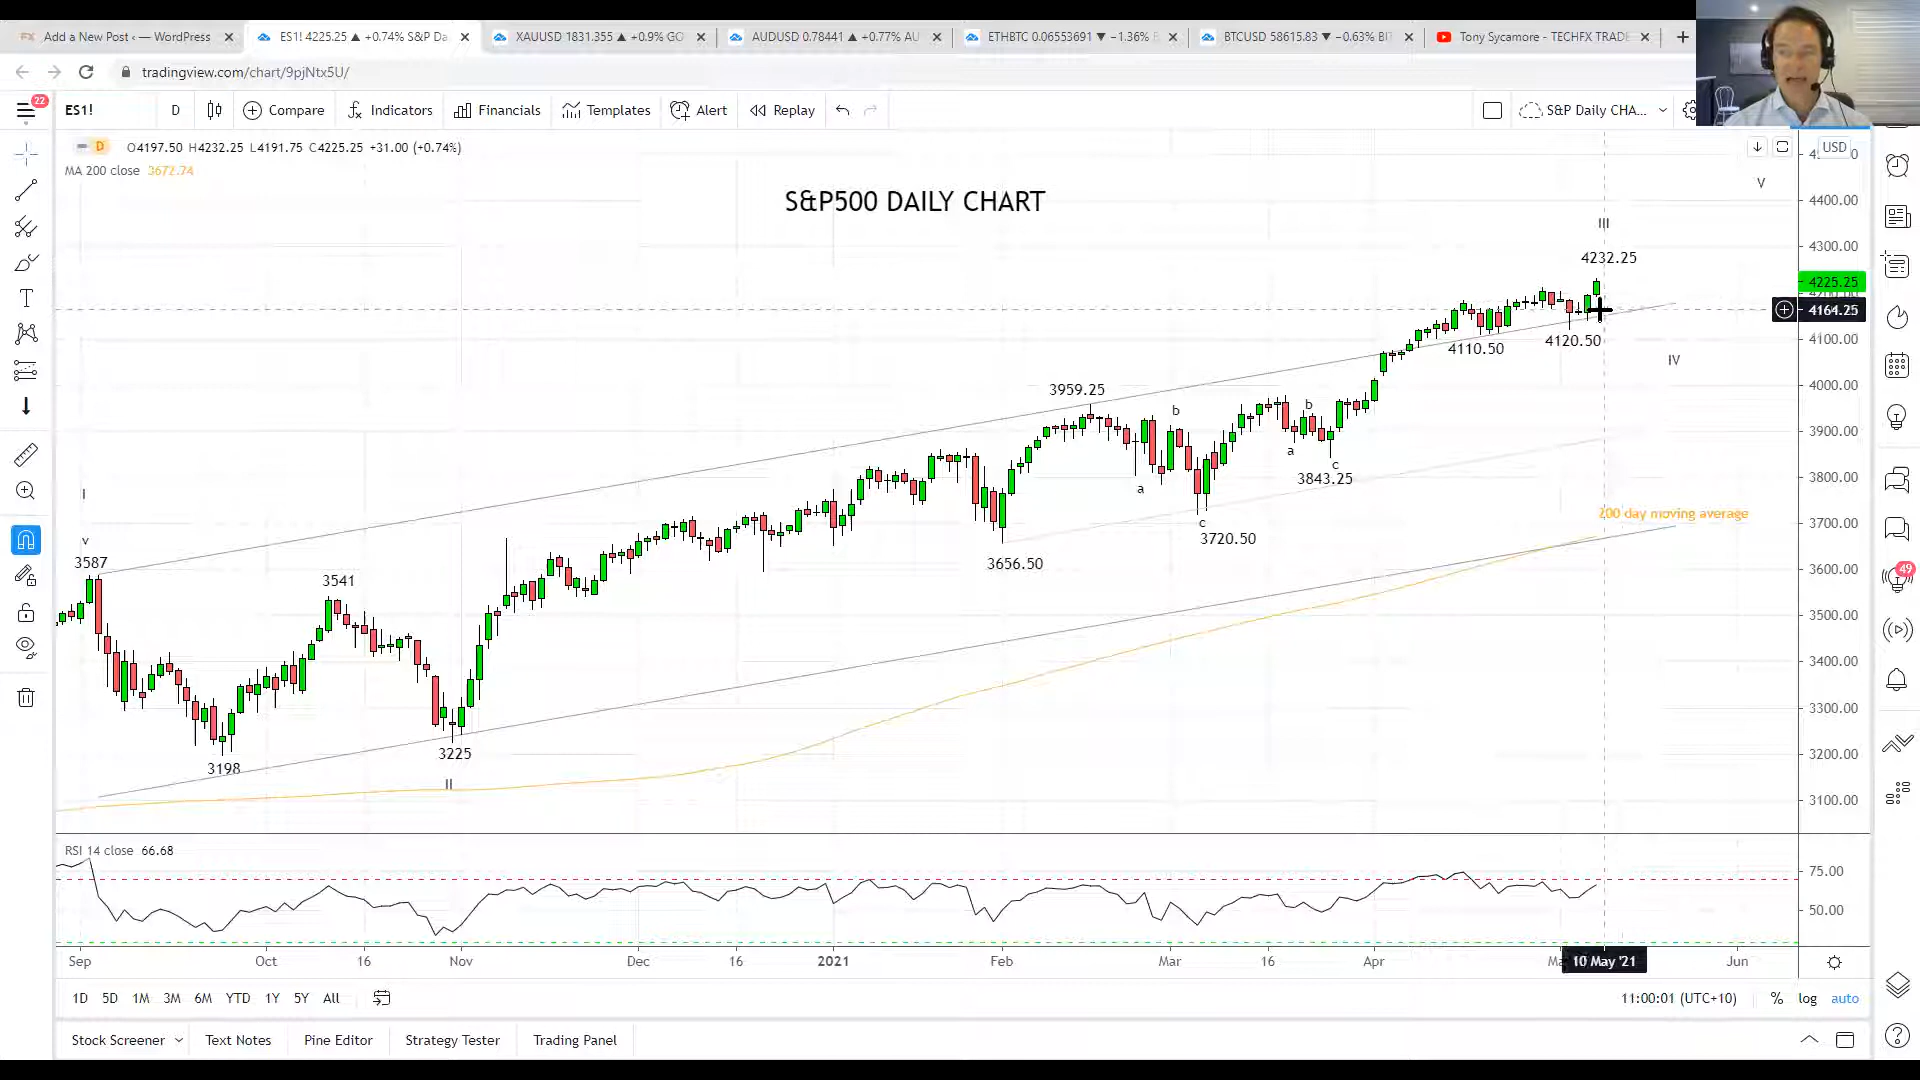 Add a New Post ‹ — WordPress
ES1! 4225.25 ▲ +0.74% S&P Da
XAUUSD 1831.355 ▲ +0.9% GO
AUDUSD 0.78441 ▲ +0.77% AU
ETHBTC 0.06553691 ▼ −1.36% E
BTCUSD 58615.83 ▼ −0.63% BI
Tony Sycamore - TECHFX TRADE
tradingview.com/chart/9pjNtx5U/
22
ES1!
D
Compare
Indicators
Financials
Templates
Alert
Replay
S&P Daily CHA...
D
O4197.50 H4232.25 L4191.75 C4225.25 +31.00 (+0.74%)
MA 200 close 3672.74
USD
S&P500 DAILY CHART
V
III
4232.25
4110.50
4120.50
IV
3959.25
b
b
a
c
3843.25
a
c
3720.50
3656.50
200 day moving average
I
v
3587
3541
3198
3225
II
4400.00
4300.00
4225.25
4164.25
4100.00
4000.00
3900.00
3800.00
3700.00
3600.00
3500.00
3400.00
3300.00
3200.00
3100.00
49
RSI 14 close 66.68
75.00
50.00
Sep
Oct
16
Nov
Dec
16
2021
Feb
Mar
16
Apr
10 May '21
Jun
1D 5D 1M 3M 6M YTD 1Y 5Y All
11:00:01 (UTC+10)
% log auto
Stock Screener
Text Notes
Pine Editor
Strategy Tester
Trading Panel